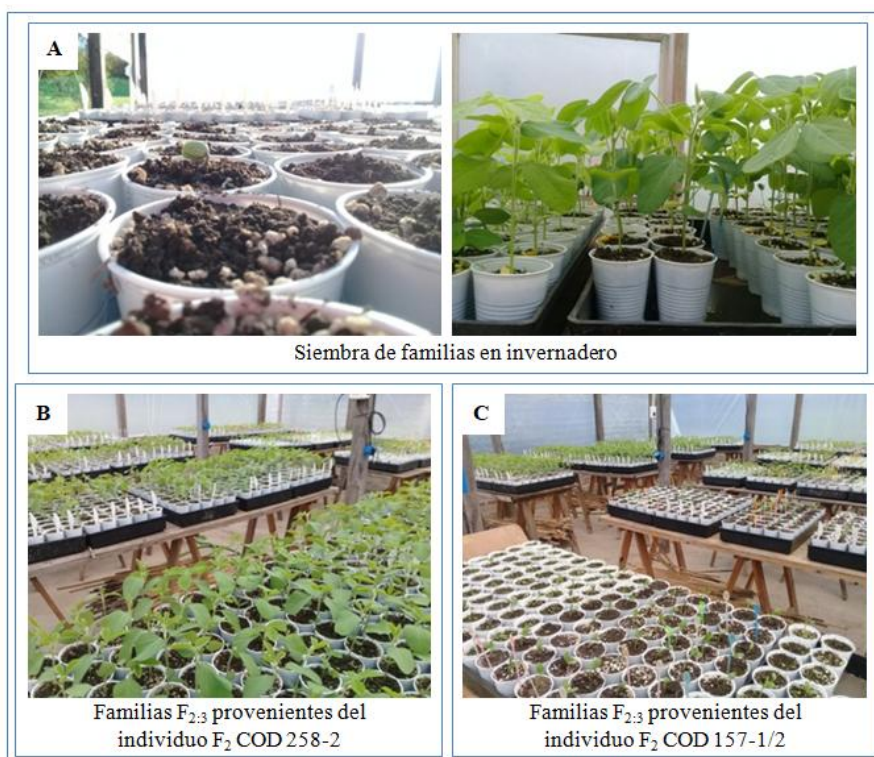 A
Siembra de familias en invernadero
B
C
Familias F₂:₃ provenientes del
individuo F₂ COD 258-2
Familias F₂:₃ provenientes del
individuo F₂ COD 157-1/2